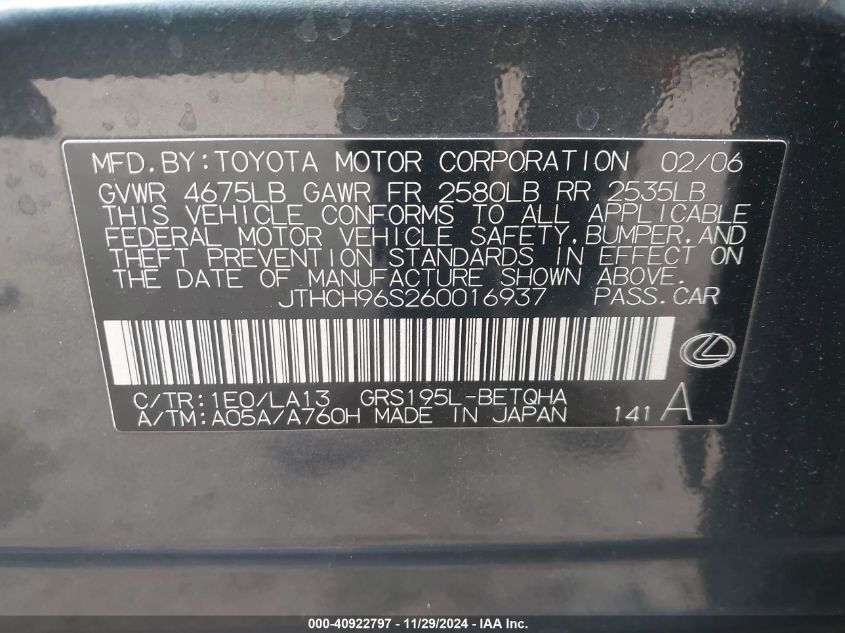 MFD.BY:TOYOTA MOTOR CORPORATION 02/06
GVWR 4675LB GAWR FR 2580LB RR 2535LB
THIS VEHICLE CONFORMS TO ALL APPLICABLE
FEDERAL MOTOR VEHICLE SAFETY,BUMPER,AND
THEFT PREVENTION STANDARDS IN EFFECT ON
THE DATE OF MANUFACTURE SHOWN ABOVE.
JTHCH96S260016937 PASS.CAR
C/TR:1E0/LA13 GRS195L-BETQHA
A/TM:A05A/A760H MADE IN JAPAN 141 A
000-40922797 - 11/29/2024 - IAA Inc.